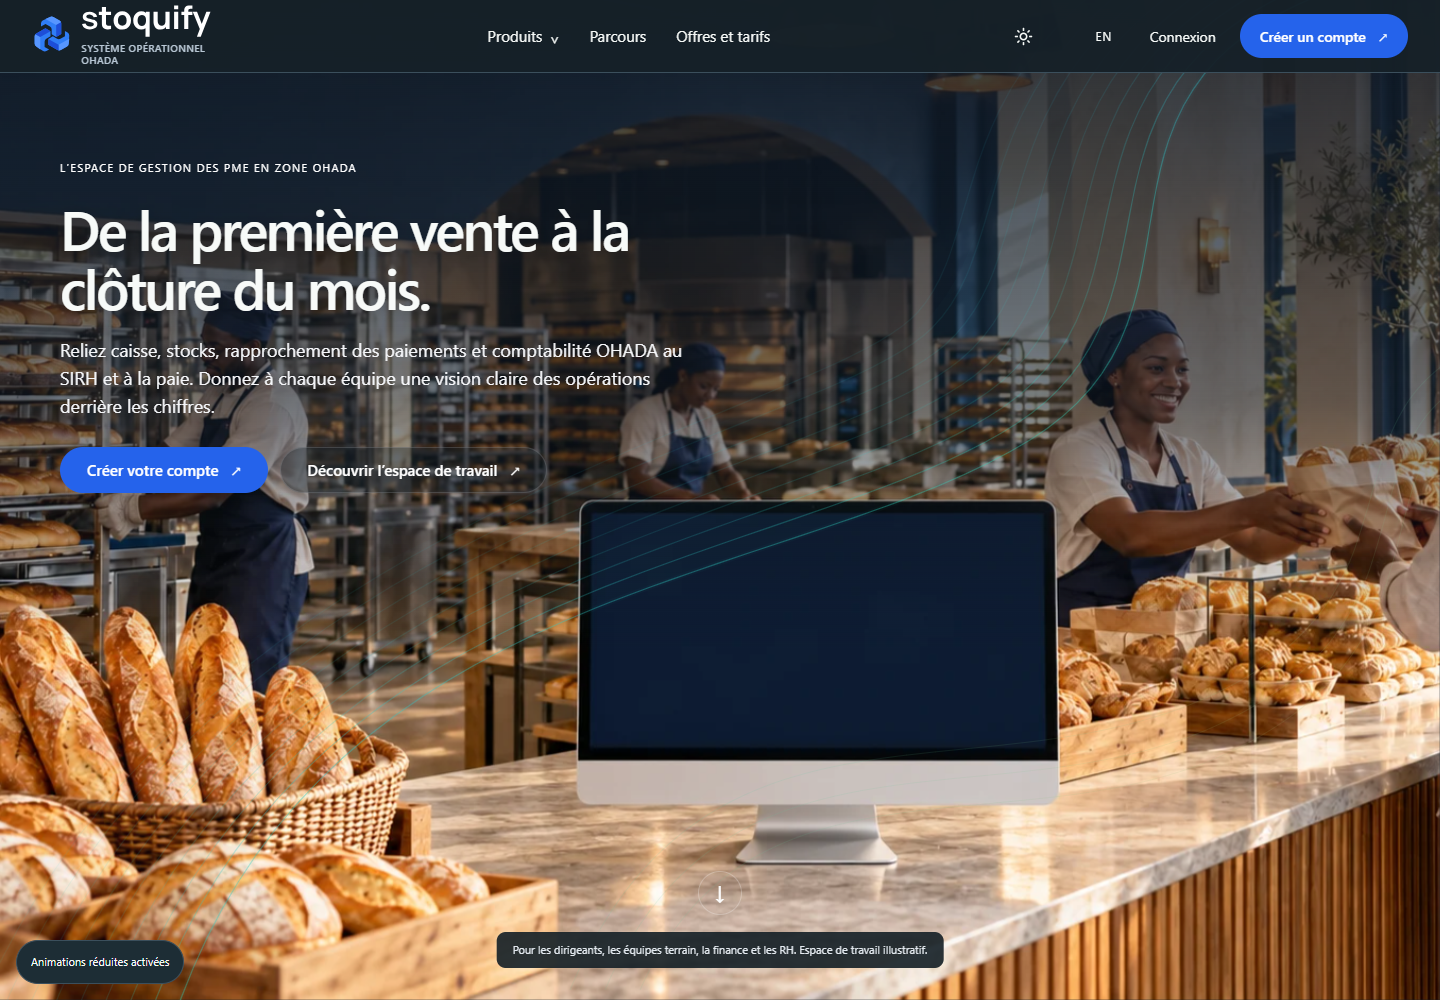 stoquify
SYSTÈME OPÉRATIONNEL
OHADA
Produits
Parcours
Offres et tarifs
EN
Connexion
Créer un compte ↗
L'ESPACE DE GESTION DES PME EN ZONE OHADA
De la première vente à la
clôture du mois.
Reliez caisse, stocks, rapprochement des paiements et comptabilité OHADA au
SIRH et à la paie. Donnez à chaque équipe une vision claire des opérations
derrière les chiffres.
Créer votre compte ↗
Découvrir l'espace de travail ↗
↓
Pour les dirigeants, les équipes terrain, la finance et les RH. Espace de travail illustratif.
Animations réduites activées